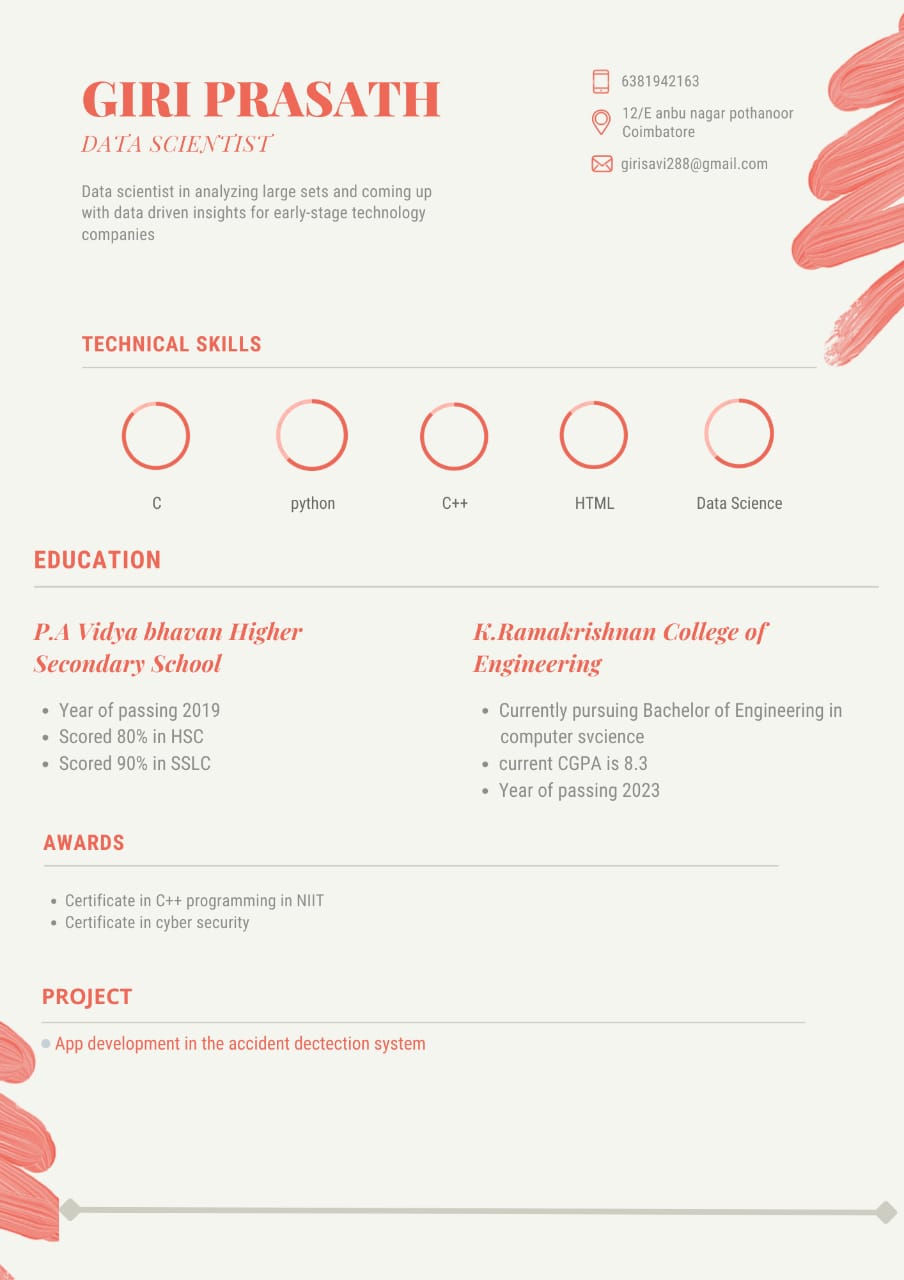 GIRI PRASATH
DATA SCIENTIST
Data scientist in analyzing large sets and coming up
with data driven insights for early-stage technology
companies
6381942163
12/E anbu nagar pothanoor
Coimbatore
girisavi288@gmail.com
TECHNICAL SKILLS
C
python
C++
HTML
Data Science
EDUCATION
P.A Vidya bhavan Higher
Secondary School
• Year of passing 2019
• Scored 80% in HSC
• Scored 90% in SSLC
K.Ramakrishnan College of
Engineering
• Currently pursuing Bachelor of Engineering in
computer svcience
• current CGPA is 8.3
• Year of passing 2023
AWARDS
• Certificate in C++ programming in NIIT
• Certificate in cyber security
PROJECT
• App development in the accident dectection system